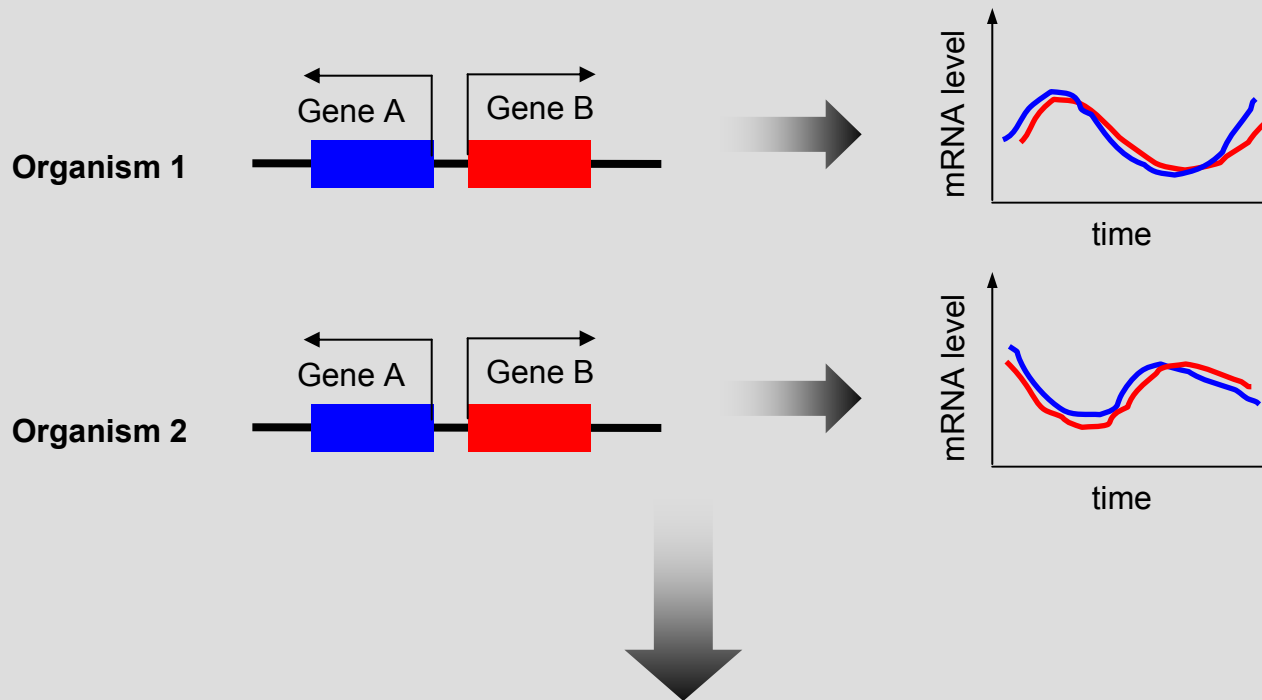 Gene A
Gene B
mRNA level
Organism 1
time
Gene A
Gene B
mRNA level
Organism 2
time